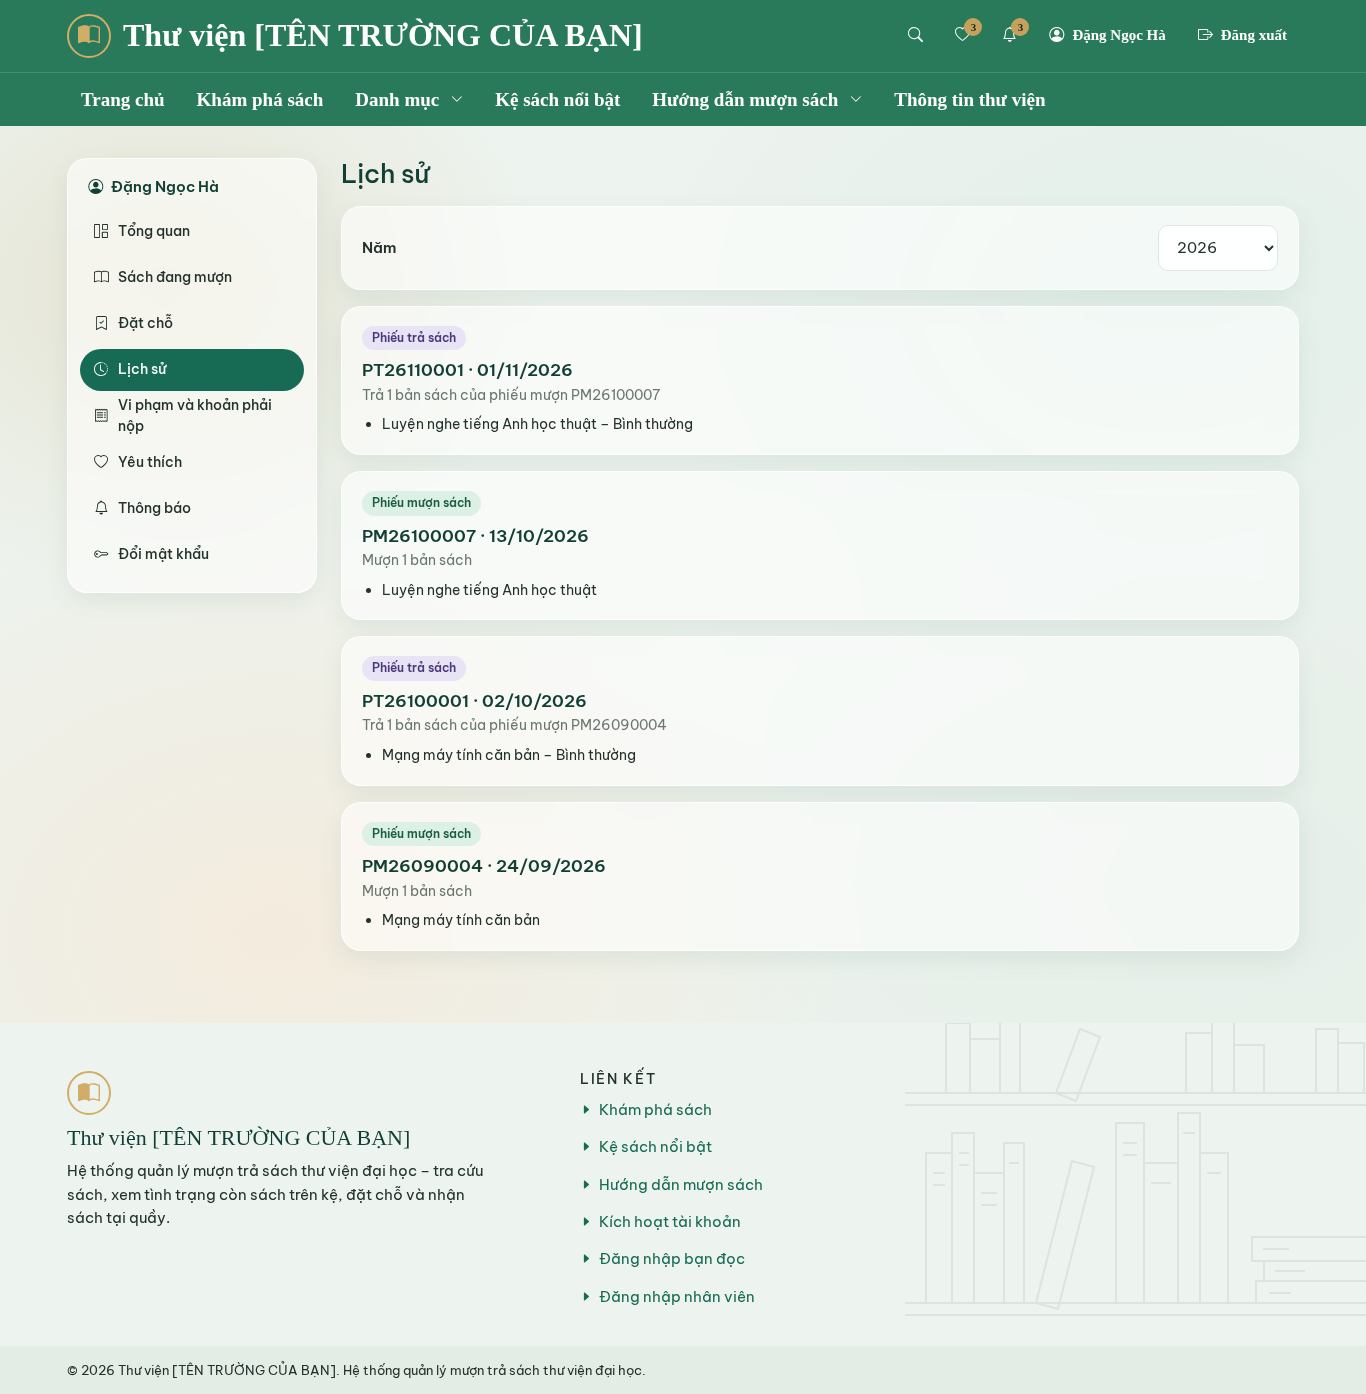 Thư viện [TÊN TRƯỜNG CỦA BẠN]
3
3
Đặng Ngọc Hà
Đăng xuất
Trang chủ
Khám phá sách
Danh mục
Kệ sách nổi bật
Hướng dẫn mượn sách
Thông tin thư viện
Đặng Ngọc Hà
Tổng quan
Sách đang mượn
Đặt chỗ
Lịch sử
Vi phạm và khoản phải
nộp
Yêu thích
Thông báo
Đổi mật khẩu
Lịch sử
Năm
2026
Phiếu trả sách
PT26110001 · 01/11/2026
Trả 1 bản sách của phiếu mượn PM26100007
Luyện nghe tiếng Anh học thuật – Bình thường
Phiếu mượn sách
PM26100007 · 13/10/2026
Mượn 1 bản sách
Luyện nghe tiếng Anh học thuật
Phiếu trả sách
PT26100001 · 02/10/2026
Trả 1 bản sách của phiếu mượn PM26090004
Mạng máy tính căn bản – Bình thường
Phiếu mượn sách
PM26090004 · 24/09/2026
Mượn 1 bản sách
Mạng máy tính căn bản
Thư viện [TÊN TRƯỜNG CỦA BẠN]
Hệ thống quản lý mượn trả sách thư viện đại học – tra cứu
sách, xem tình trạng còn sách trên kệ, đặt chỗ và nhận
sách tại quầy.
LIÊN KẾT
Khám phá sách
Kệ sách nổi bật
Hướng dẫn mượn sách
Kích hoạt tài khoản
Đăng nhập bạn đọc
Đăng nhập nhân viên
© 2026 Thư viện [TÊN TRƯỜNG CỦA BẠN]. Hệ thống quản lý mượn trả sách thư viện đại học.